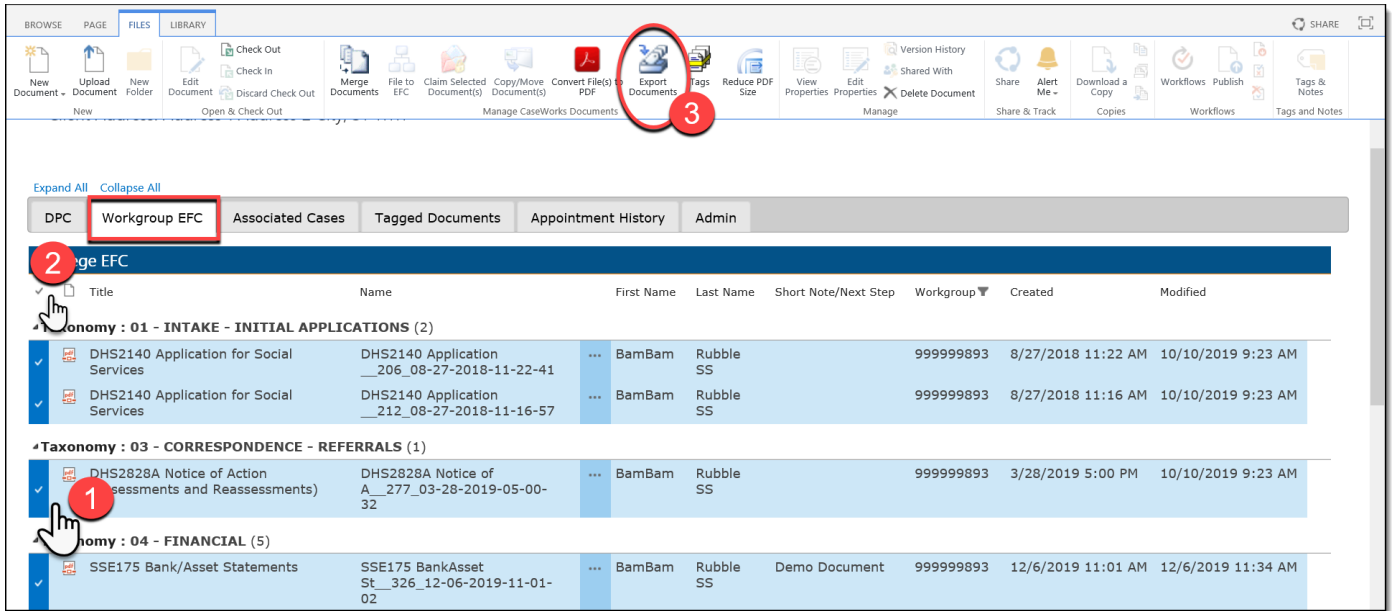 BROWSE PAGE FILES LIBRARY SHARE
New Document
Upload Document
New Folder
New
Edit Document
Check Out
Check In
Discard Check Out
Open & Check Out
Merge Documents
File to EFC
Claim Selected Document(s)
Copy/Move Document(s)
Convert File(s) to PDF
Export Documents
Tags
Reduce PDF Size
Manage CaseWorks Documents
3
View Properties
Edit Properties
Version History
Shared With
Delete Document
Manage
Share
Alert Me
Share & Track
Download a Copy
Copies
Workflows
Publish
Workflows
Tags & Notes
Tags and Notes
Expand All Collapse All
DPC Workgroup EFC Associated Cases Tagged Documents Appointment History Admin
2
EFC
Title Name First Name Last Name Short Note/Next Step Workgroup Created Modified
: 01 - INTAKE - INITIAL APPLICATIONS (2)
DHS2140 Application for Social DHS2140 Application ... BamBam Rubble 999999893 8/27/2018 11:22 AM 10/10/2019 9:23 AM
Services __206_08-27-2018-11-22-41 SS
DHS2140 Application for Social DHS2140 Application ... BamBam Rubble 999999893 8/27/2018 11:16 AM 10/10/2019 9:23 AM
Services __212_08-27-2018-11-16-57 SS
Taxonomy : 03 - CORRESPONDENCE - REFERRALS (1)
DHS2828A Notice of Action DHS2828A Notice of ... BamBam Rubble 999999893 3/28/2019 5:00 PM 10/10/2019 9:23 AM
1 and Reassessments) A__277_03-28-2019-05-00- SS
32
: 04 - FINANCIAL (5)
SSE175 Bank/Asset Statements SSE175 BankAsset ... BamBam Rubble Demo Document 999999893 12/6/2019 11:01 AM 12/6/2019 11:34 AM
St__326_12-06-2019-11-01- SS
02